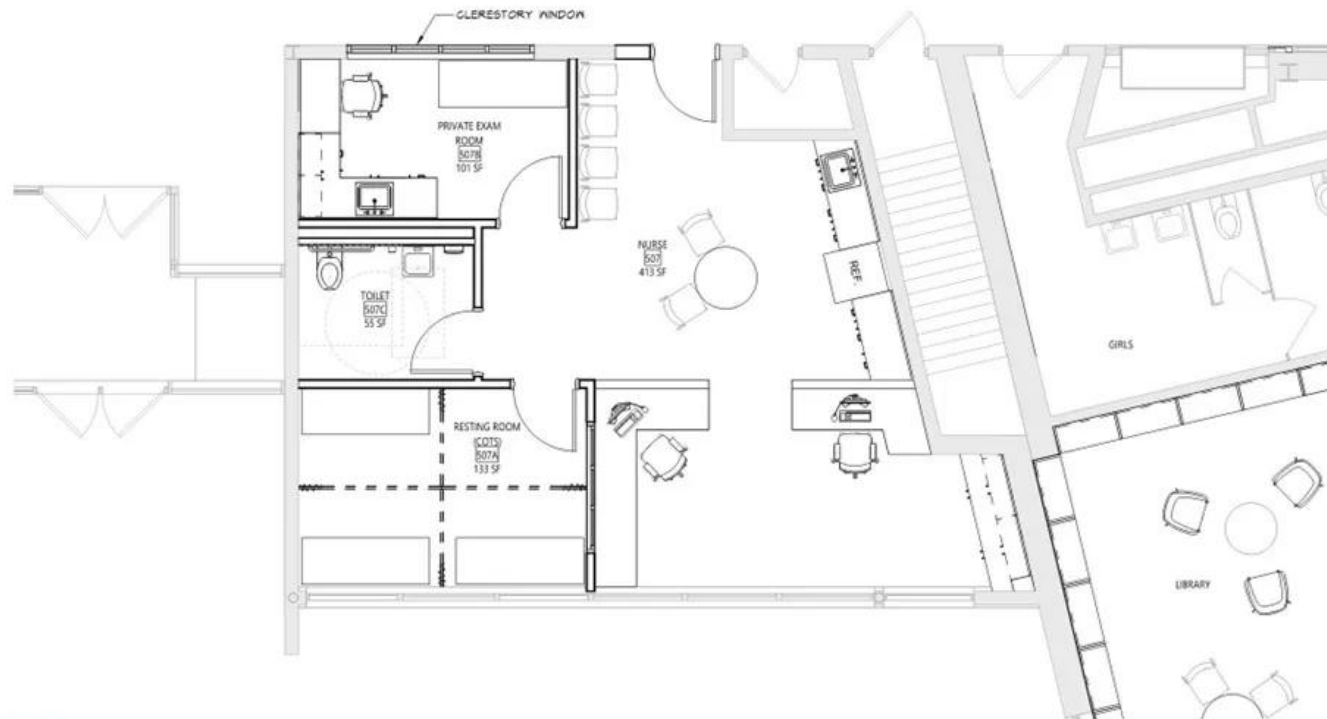 CLERESTORY WINDOW
PRIVATE EXAM
ROOM
507B
101 SF
NURSE
507
413 SF
REF.
TOILET
507C
55 SF
GIRLS
RESTING ROOM
(COTS)
507A
133 SF
LIBRARY